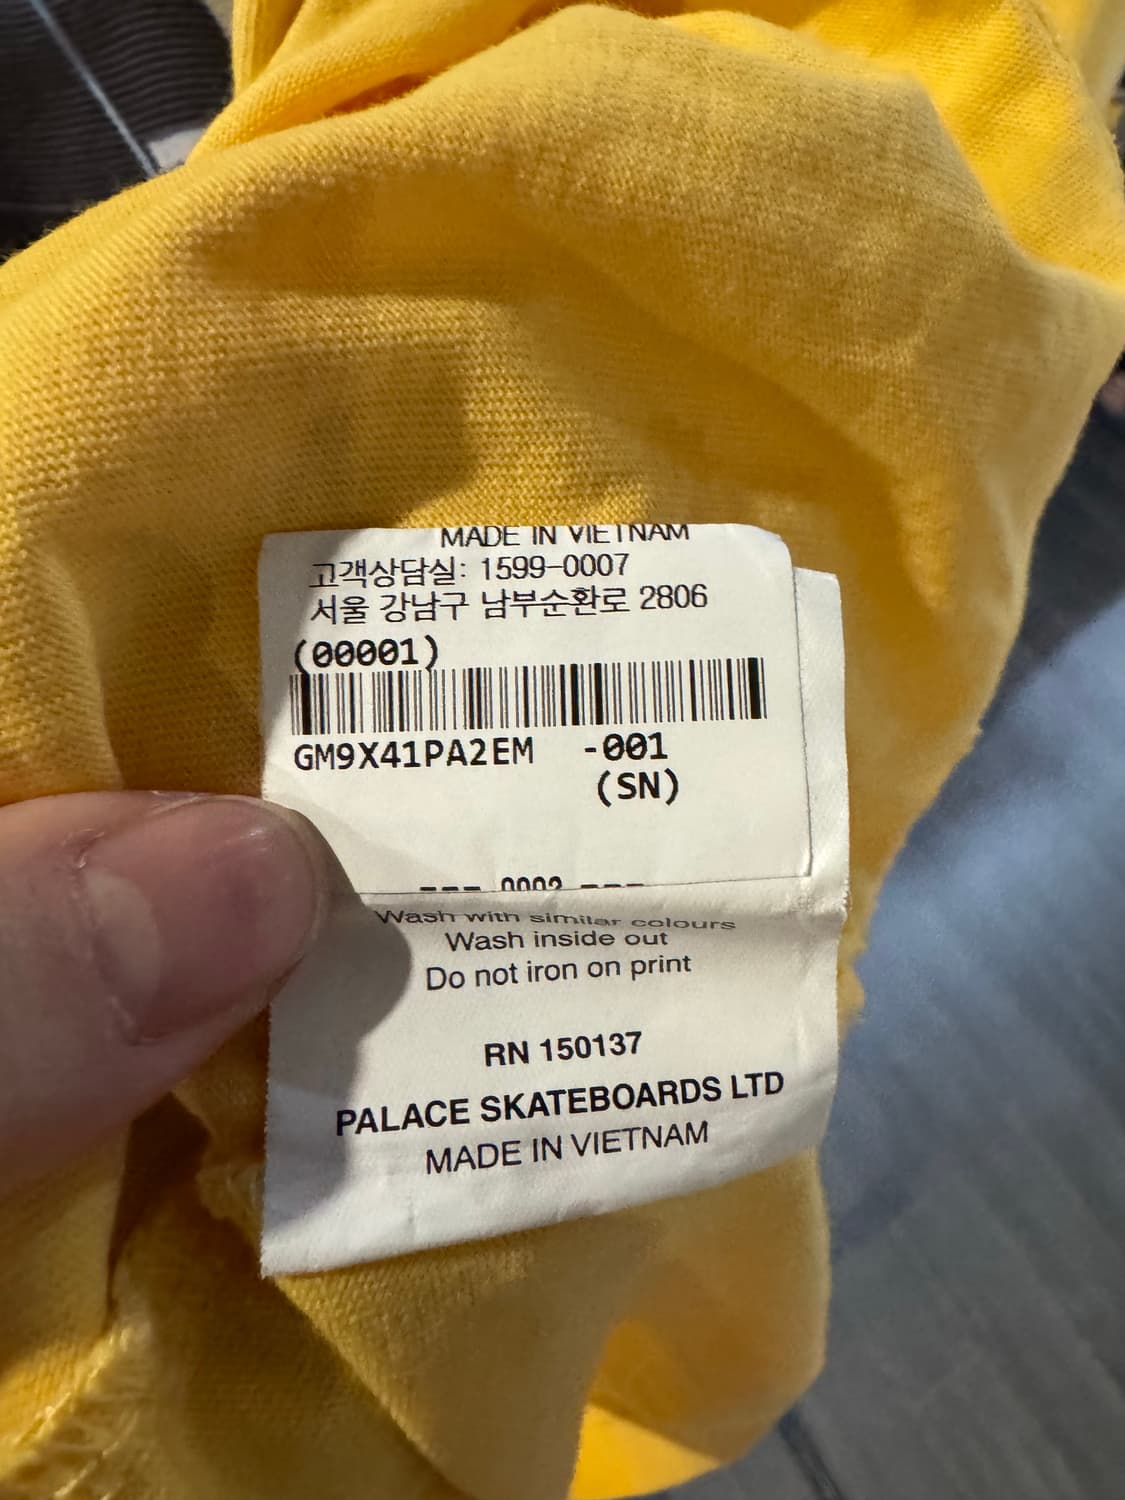 MADE IN VIETNAM
고객상담실: 1599-0007
서울 강남구 남부순환로 2806
(00001)
GM9X41PA2EM -001
(SN)
--- 0002 ---
Wash with similar colours
Wash inside out
Do not iron on print
RN 150137
PALACE SKATEBOARDS LTD
MADE IN VIETNAM